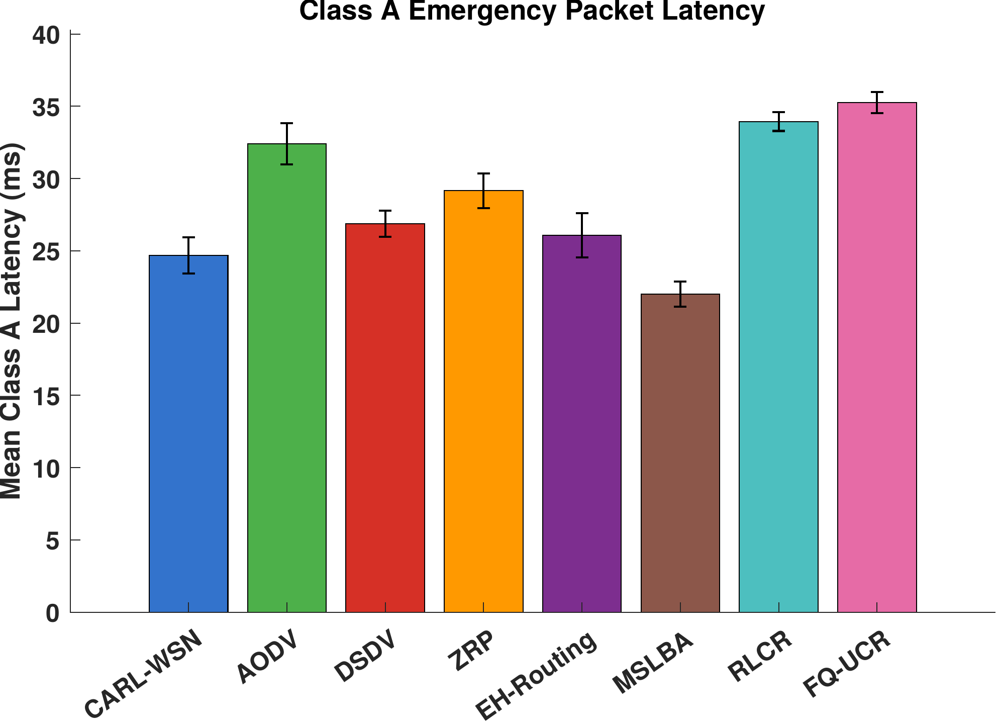 Class A Emergency Packet Latency
Mean Class A Latency (ms)
40
35
30
25
20
15
10
5
0
CARL-WSN
AODV
DSDV
ZRP
EH-Routing
MSLBA
RLCR
FQ-UCR